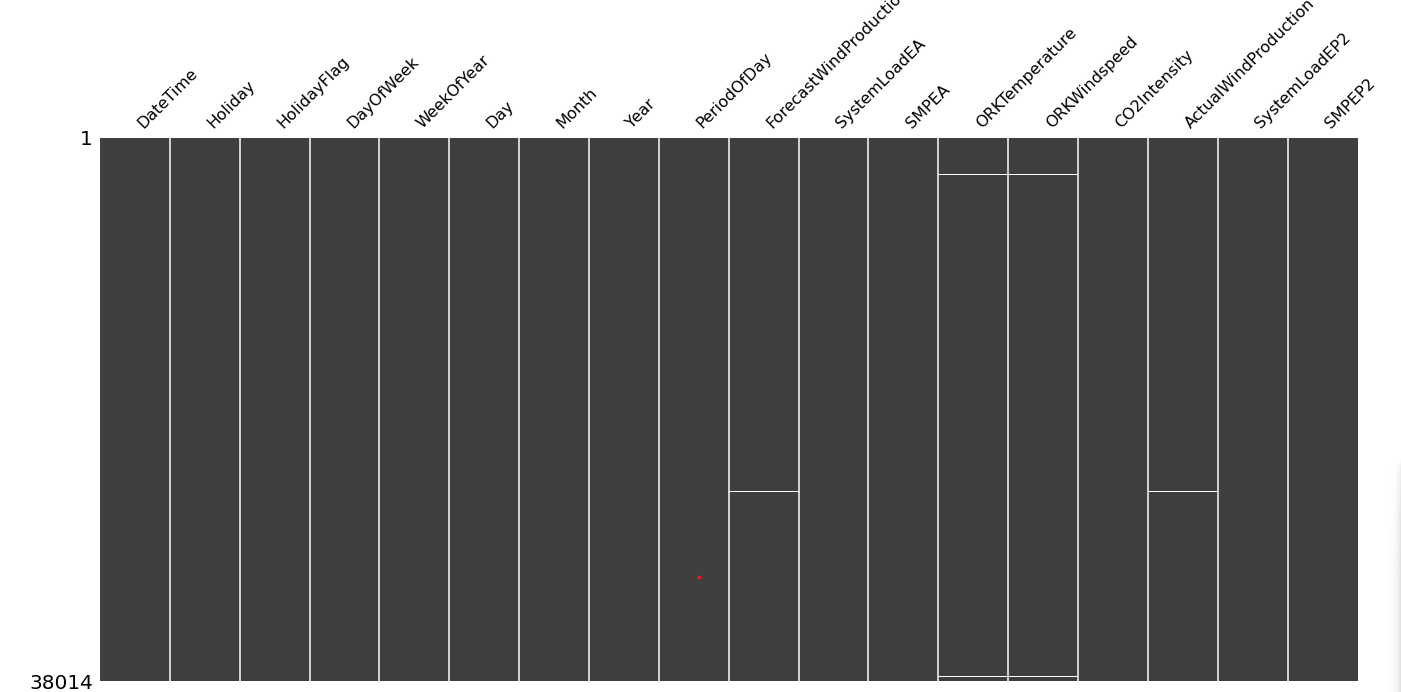 DateTime
Holiday
HolidayFlag
DayOfWeek
WeekOfYear
Day
Month
Year
PeriodOfDay
ForecastWindProductio
SystemLoadEA
SMPEA
ORKTemperature
ORKWindspeed
CO2Intensity
ActualWindProduction
SystemLoadEP2
SMPEP2
1
38014